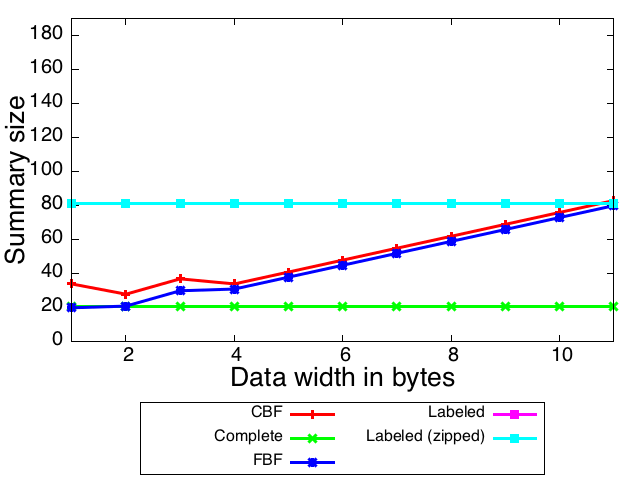 Summary size
180
160
140
120
100
80
60
40
20
0
2 4 6 8 10
Data width in bytes
CBF Labeled
Complete Labeled (zipped)
FBF